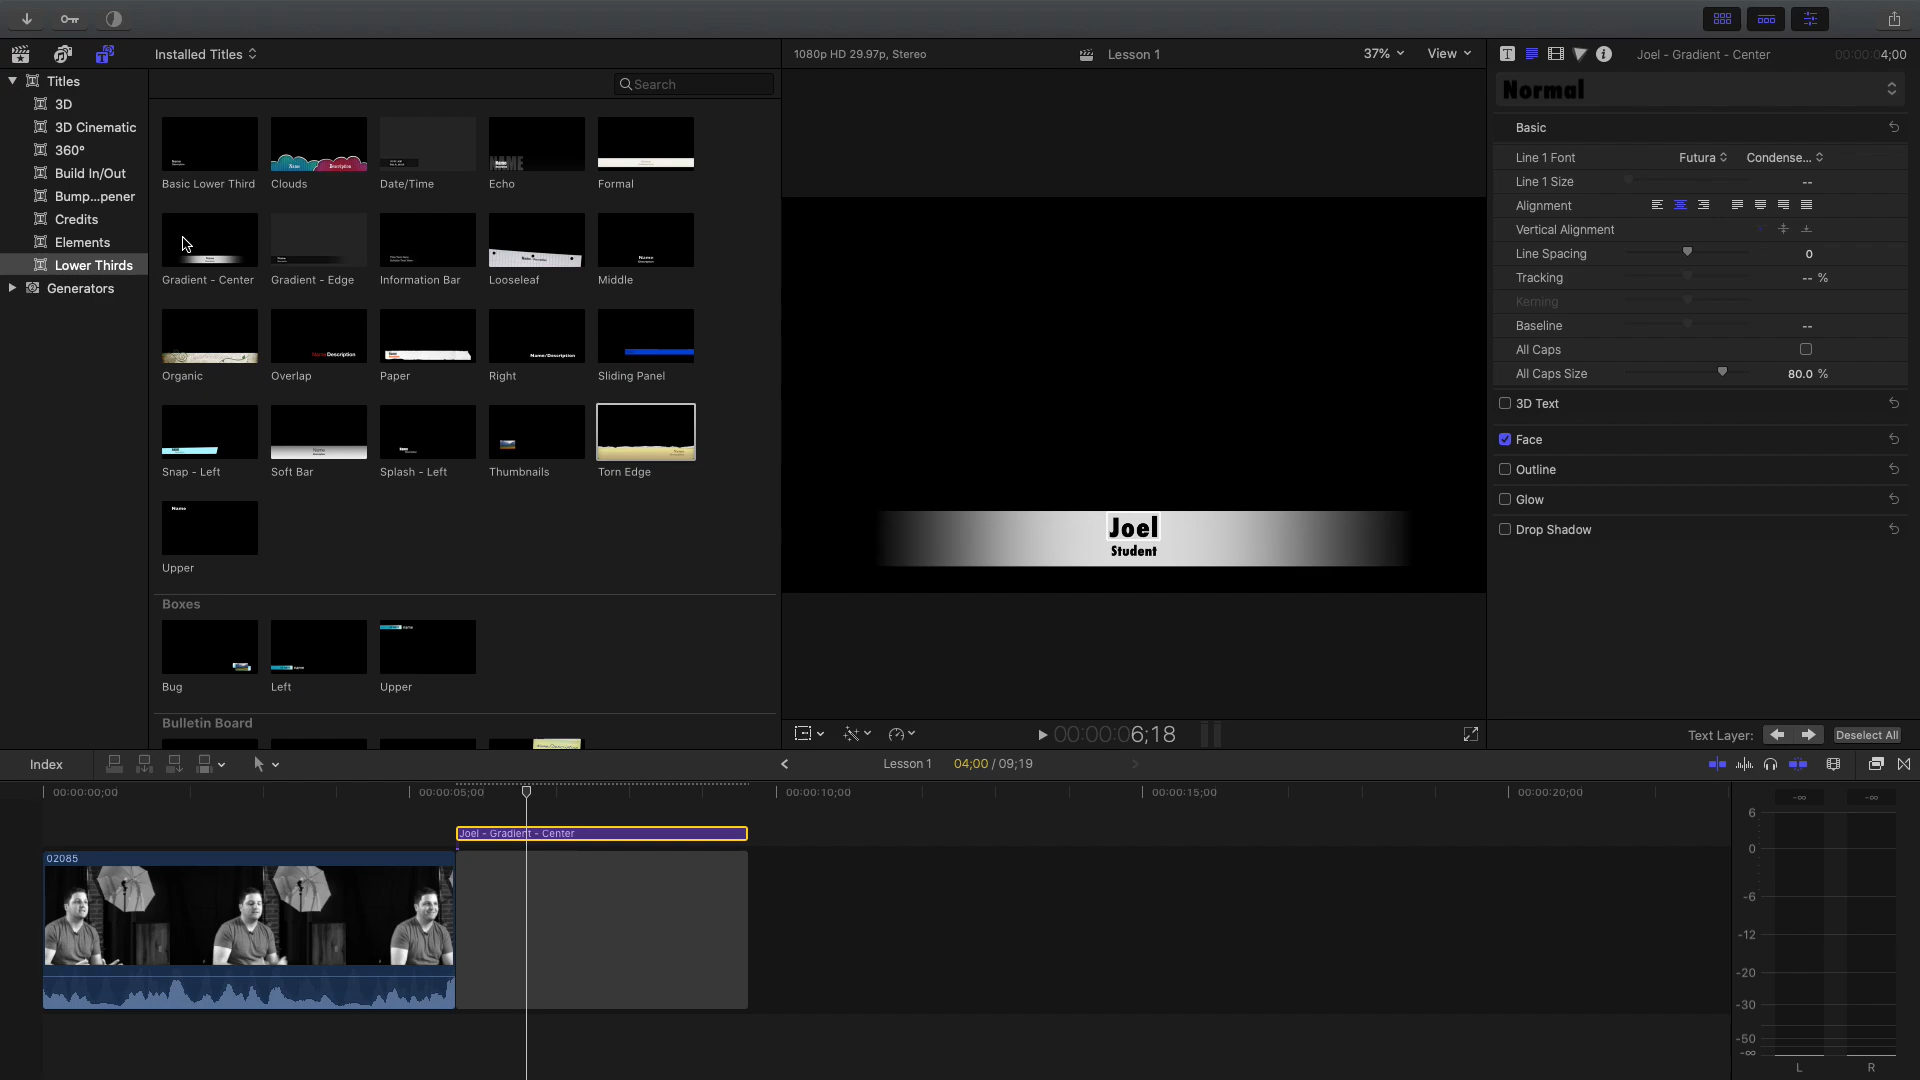 Installed Titles
1080p HD 29.97p, Stereo
Lesson 1
37%
View
Joel - Gradient - Center
00:00:04;00
Titles
3D
3D Cinematic
360°
Build In/Out
Bump...pener
Credits
Elements
Lower Thirds
Generators
Search
Basic Lower Third
Clouds
Date/Time
Echo
Formal
Gradient - Center
Gradient - Edge
Information Bar
Looseleaf
Middle
Organic
Overlap
Paper
Right
Sliding Panel
Snap - Left
Soft Bar
Splash - Left
Thumbnails
Torn Edge
Upper
Boxes
Bug
Left
Upper
Bulletin Board
Joel
Student
00:00:06;18
Normal
Basic
Line 1 Font Futura Condense...
Line 1 Size --
Alignment
Vertical Alignment
Line Spacing 0
Tracking -- %
Kerning
Baseline --
All Caps
All Caps Size 80.0 %
3D Text
Face
Outline
Glow
Drop Shadow
Text Layer: Deselect All
Index
Lesson 1 04;00 / 09;19
00:00:00;00 00:00:05;00 00:00:10;00 00:00:15;00 00:00:20;00
Joel - Gradient - Center
02085
-∞ -∞
6
0
-6
-12
-20
-30
-50
-∞
L R